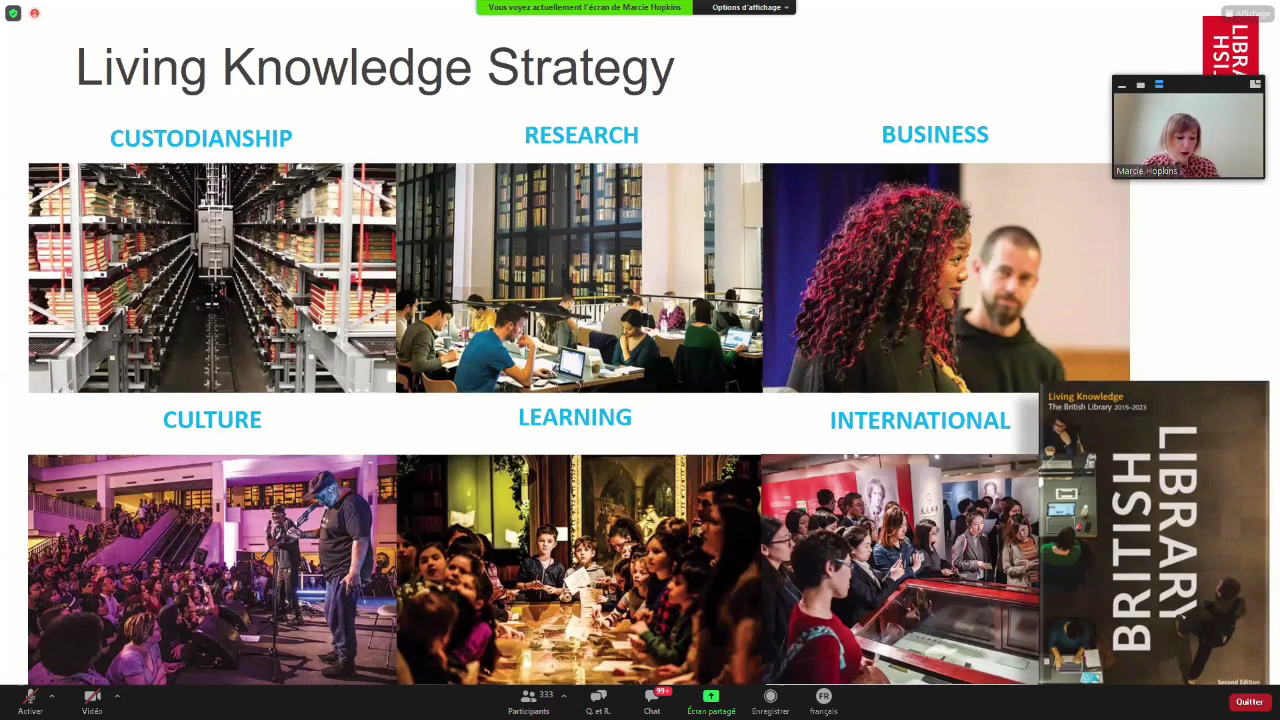 Vous voyez actuellement l'écran de Marcie Hopkins
Options d'affichage
Affichage
Living Knowledge Strategy
Marcie Hopkins
CUSTODIANSHIP
RESEARCH
BUSINESS
CULTURE
LEARNING
INTERNATIONAL
Living Knowledge
The British Library 2015–2023
BRITISH
LIBRARY
Second Edition
Activer
Vidéo
333
Participants
Q. et R.
99+
Chat
Écran partagé
Enregistrer
FR
français
Quitter